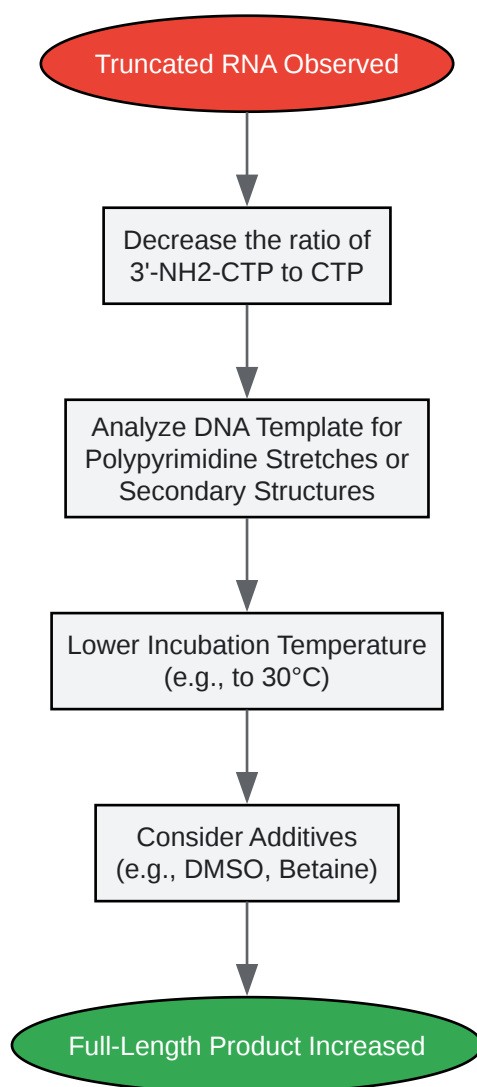 Truncated RNA Observed
Decrease the ratio of
3'-NH2-CTP to CTP
Analyze DNA Template for
Polypyrimidine Stretches or
Secondary Structures
Lower Incubation Temperature
(e.g., to 30°C)
Consider Additives
(e.g., DMSO, Betaine)
Full-Length Product Increased